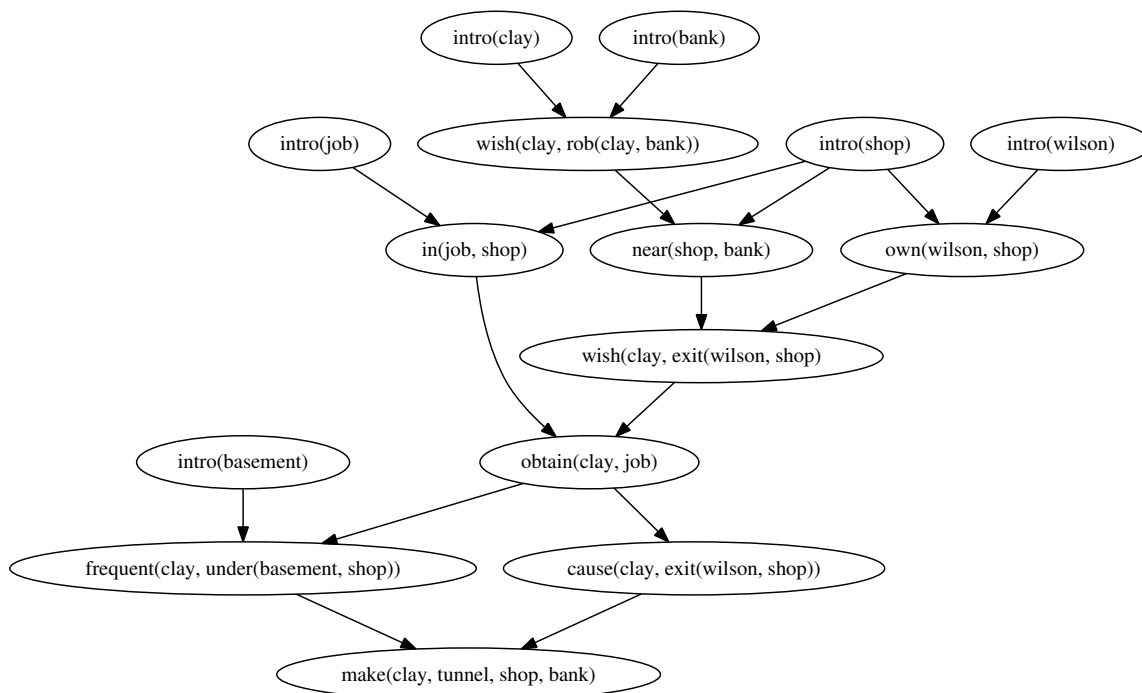 intro(clay)
intro(bank)
intro(job)
wish(clay, rob(clay, bank))
intro(shop)
intro(wilson)
in(job, shop)
near(shop, bank)
own(wilson, shop)
wish(clay, exit(wilson, shop)
intro(basement)
obtain(clay, job)
frequent(clay, under(basement, shop))
cause(clay, exit(wilson, shop))
make(clay, tunnel, shop, bank)